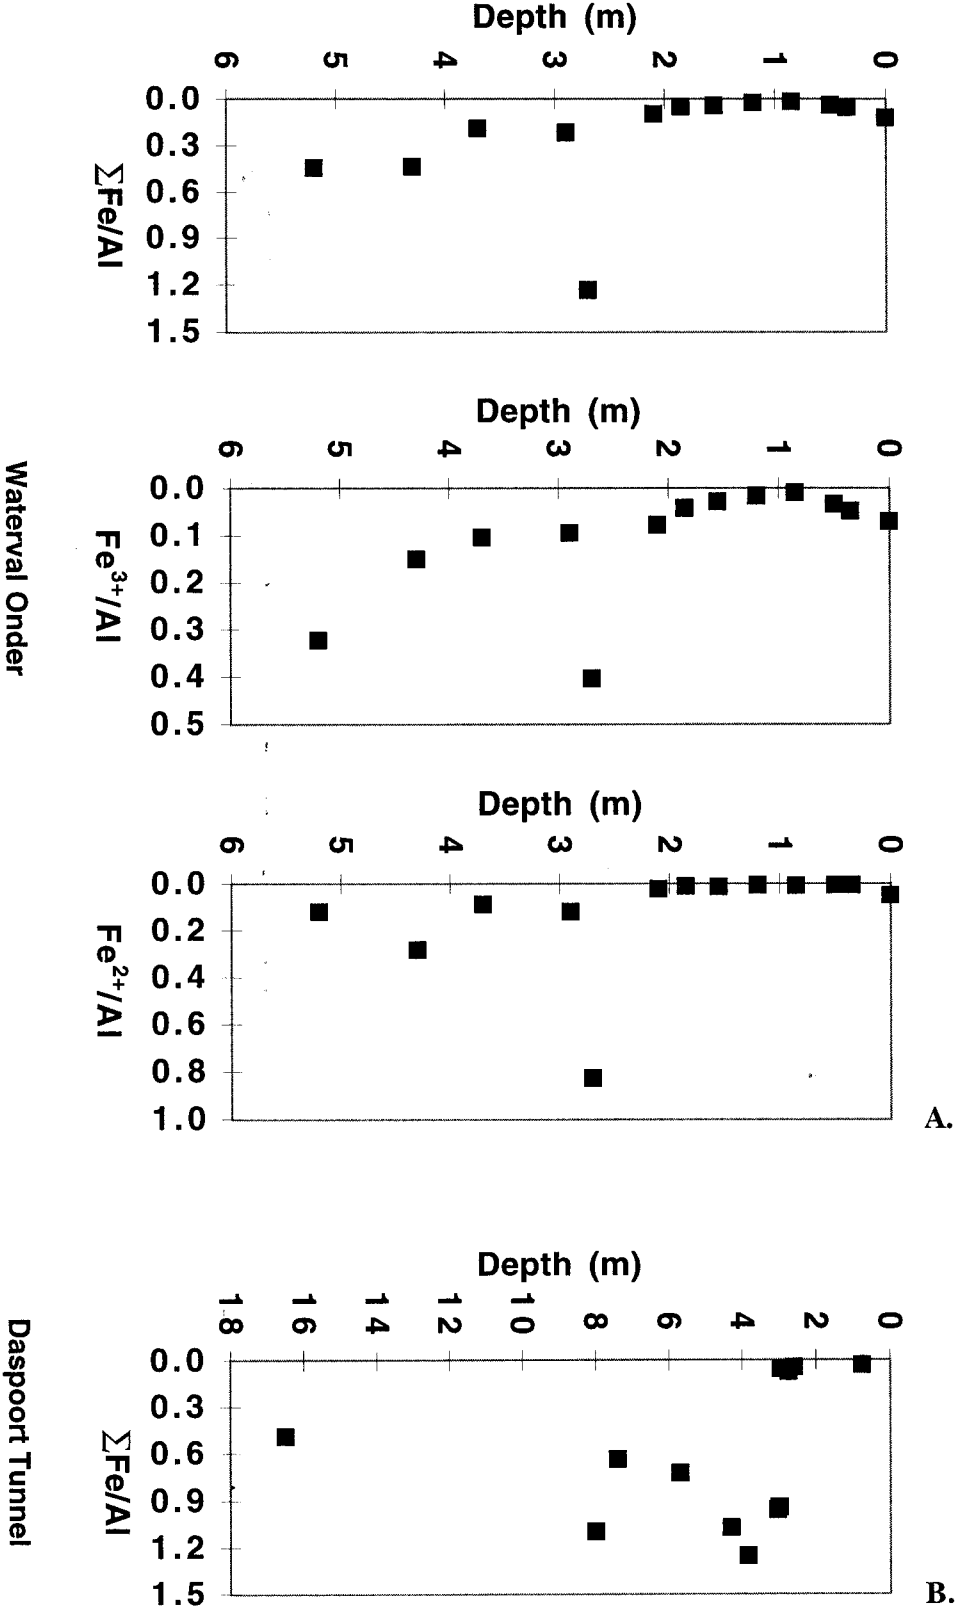 Depth (m)
6 5 4 3 2 1 0
0.0
0.3
0.6
0.9
1.2
1.5
ΣFe/Al
Depth (m)
6 5 4 3 2 1 0
0.0
0.1
0.2
0.3
0.4
0.5
Fe³⁺/Al
Waterval Onder
Depth (m)
6 5 4 3 2 1 0
0.0
0.2
0.4
0.6
0.8
1.0
Fe²⁺/Al
A.
Depth (m)
18 16 14 12 10 8 6 4 2 0
0.0
0.3
0.6
0.9
1.2
1.5
ΣFe/Al
Daspoort Tunnel
B.